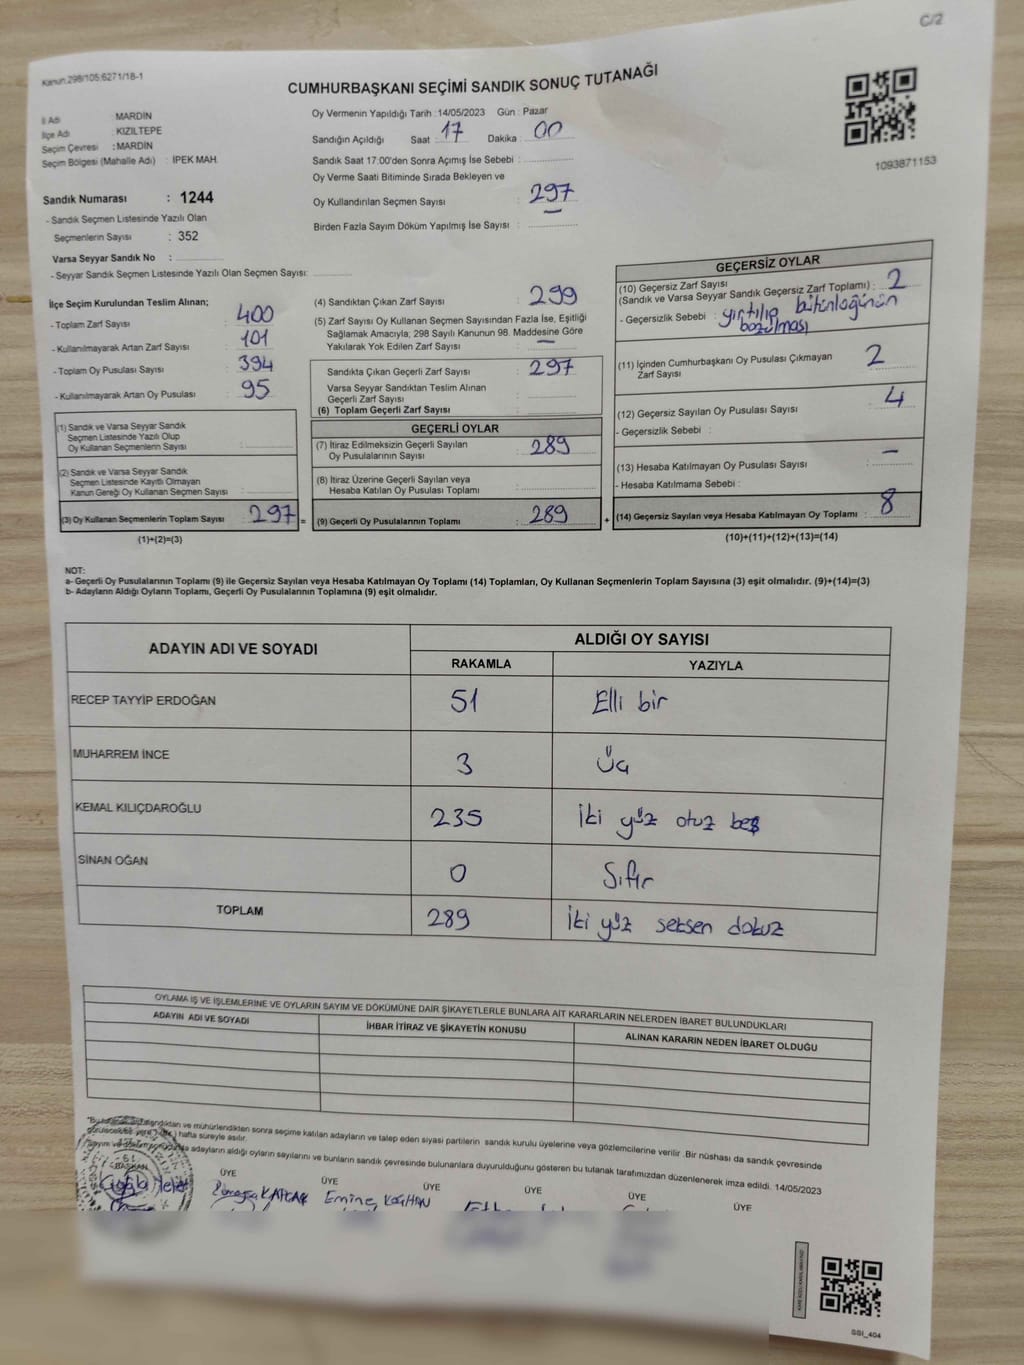 C/2
Kanun.298/105;6271/18-1
CUMHURBAŞKANI SEÇİMİ SANDIK SONUÇ TUTANAĞI
İl Adı : MARDİN
İlçe Adı : KIZILTEPE
Seçim Çevresi : MARDİN
Seçim Bölgesi (Mahalle Adı) : İPEK MAH.
Oy Vermenin Yapıldığı Tarih :14/05/2023 Gün : Pazar
Sandığın Açıldığı Saat : 17 Dakika : 00
Sandık Saat 17:00'den Sonra Açımış İse Sebebi :
Oy Verme Saati Bitiminde Sırada Bekleyen ve
Oy Kullandırılan Seçmen Sayısı : 297
Birden Fazla Sayım Döküm Yapılmış İse Sayısı :
1093871153
Sandık Numarası : 1244
- Sandık Seçmen Listesinde Yazılı Olan
Seçmenlerin Sayısı : 352
Varsa Seyyar Sandık No :
- Seyyar Sandık Seçmen Listesinde Yazılı Olan Seçmen Sayısı:
İlçe Seçim Kurulundan Teslim Alınan;
- Toplam Zarf Sayısı : 400
- Kullanılmayarak Artan Zarf Sayısı : 101
- Toplam Oy Pusulası Sayısı : 394
- Kullanılmayarak Artan Oy Pusulası : 95
(1) Sandık ve Varsa Seyyar Sandık
Seçmen Listesinde Yazılı Olup
Oy Kullanan Seçmenlerin Sayısı :
(2) Sandık ve Varsa Seyyar Sandık
Seçmen Listesinde Kayıtlı Olmayan
Kanun Gereği Oy Kullanan Seçmen Sayısı :
(3) Oy Kullanan Seçmenlerin Toplam Sayısı : 297 =
(1)+(2)=(3)
(4) Sandıktan Çıkan Zarf Sayısı : 299
(5) Zarf Sayısı Oy Kullanan Seçmen Sayısından Fazla İse, Eşitliği
Sağlamak Amacıyla; 298 Sayılı Kanunun 98. Maddesine Göre
Yakılarak Yok Edilen Zarf Sayısı : —
Sandıkta Çıkan Geçerli Zarf Sayısı : 297
Varsa Seyyar Sandıktan Teslim Alınan
Geçerli Zarf Sayısı :
(6) Toplam Geçerli Zarf Sayısı :
GEÇERLİ OYLAR
(7) İtiraz Edilmeksizin Geçerli Sayılan
Oy Pusulalarının Sayısı : 289
(8) İtiraz Üzerine Geçerli Sayılan veya
Hesaba Katılan Oy Pusulası Toplamı :
(9) Geçerli Oy Pusulalarının Toplamı : 289 +
GEÇERSİZ OYLAR
(10) Geçersiz Zarf Sayısı
(Sandık ve Varsa Seyyar Sandık Geçersiz Zarf Toplamı) : 2
- Geçersizlik Sebebi : yırtılıp bütünlüğünün
bozulması
(11) İçinden Cumhurbaşkanı Oy Pusulası Çıkmayan
Zarf Sayısı : 2
(12) Geçersiz Sayılan Oy Pusulası Sayısı : 4
- Geçersizlik Sebebi :
(13) Hesaba Katılmayan Oy Pusulası Sayısı : —
- Hesaba Katılmama Sebebi :
(14) Geçersiz Sayılan veya Hesaba Katılmayan Oy Toplamı : 8
(10)+(11)+(12)+(13)=(14)
NOT:
a- Geçerli Oy Pusulalarının Toplamı (9) ile Geçersiz Sayılan veya Hesaba Katılmayan Oy Toplamı (14) Toplamları, Oy Kullanan Seçmenlerin Toplam Sayısına (3) eşit olmalıdır. (9)+(14)=(3)
b- Adayların Aldığı Oyların Toplamı, Geçerli Oy Pusulalarının Toplamına (9) eşit olmalıdır.
ADAYIN ADI VE SOYADI ALDIĞI OY SAYISI
RAKAMLA YAZIYLA
RECEP TAYYİP ERDOĞAN 51 Elli bir
MUHARREM İNCE 3 Üç
KEMAL KILIÇDAROĞLU 235 İki yüz otuz beş
SİNAN OĞAN 0 Sıfır
TOPLAM 289 İki yüz seksen dokuz
OYLAMA İŞ VE İŞLEMLERİNE VE OYLARIN SAYIM VE DÖKÜMÜNE DAİR ŞİKAYETLERLE BUNLARA AİT KARARLARIN NELERDEN İBARET BULUNDUKLARI
ADAYIN ADI VE SOYADI İHBAR İTİRAZ VE ŞİKAYETİN KONUSU ALINAN KARARIN NEDEN İBARET OLDUĞU
mühürlendikten sonra seçime katılan adayların ve talep eden siyasi partilerin sandık kurulu üyelerine veya gözlemcilerine verilir .Bir nüshası da sandık çevresinde
hafta süreyle asılır.
adayların aldığı oyların sayılarını ve bunların sandık çevresinde bulunanlara duyurulduğunu gösteren bu tutanak tarafımızdan düzenlenerek imza edildi. 14/05/2023
BAŞKAN ÜYE ÜYE ÜYE ÜYE ÜYE ÜYE
Emine
SSI_404